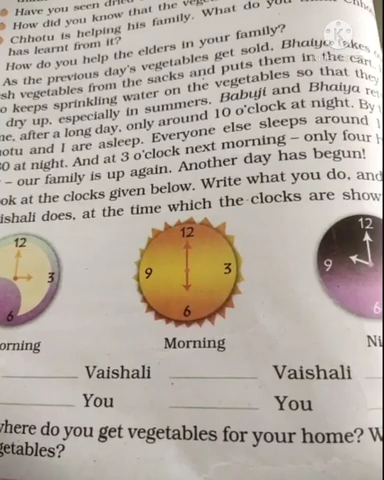 Have you seen dried
How did you know that the vege
Chhotu is helping his family. What do you
has learnt from it?
How do you help the elders in your family?
As the previous day's vegetables get sold, Bhaiya takes
sh vegetables from the sacks and puts them in the cart.
o keeps sprinkling water on the vegetables so that they
dry up, especially in summers. Babuji and Bhaiya re
me, after a long day, only around 10 o'clock at night. By
otu and I are asleep. Everyone else sleeps around 1
0 at night. And at 3 o'clock next morning – only four h
– our family is up again. Another day has begun!
ok at the clocks given below. Write what you do, and
ishali does, at the time which the clocks are show
12 3 6
12 9 3 6
12 9 6
orning Morning Ni
Vaishali Vaishali
You You
where do you get vegetables for your home? W
getables?